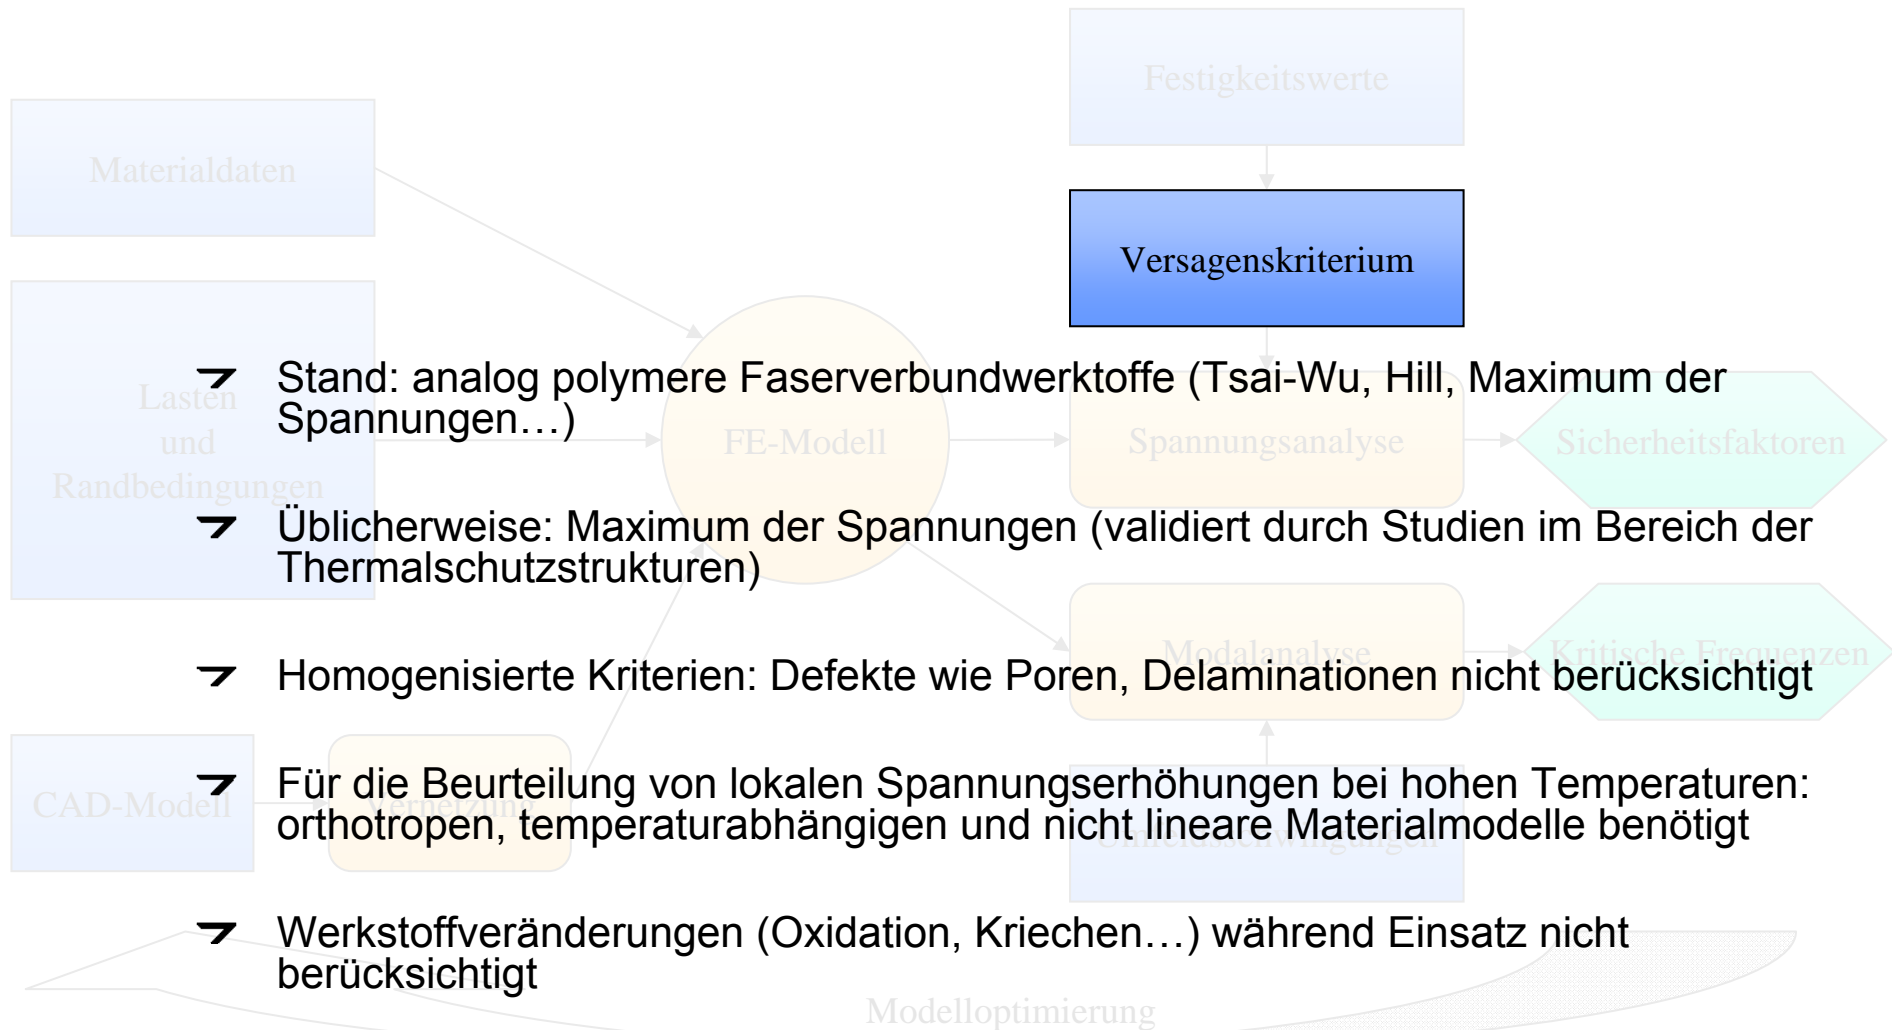 Festigkeitswerte
Materialdaten
Versagenskriterium
Stand: analog polymere Faserverbundwerktoffe (Tsai-Wu, Hill, Maximum der
Spannungen…)
Lasten
und
Randbedingungen
FE-Modell
Spannungsanalyse
Sicherheitsfaktoren
Üblicherweise: Maximum der Spannungen (validiert durch Studien im Bereich der
Thermalschutzstrukturen)
Modalanalyse
Kritische Frequenzen
Homogenisierte Kriterien: Defekte wie Poren, Delaminationen nicht berücksichtigt
Für die Beurteilung von lokalen Spannungserhöhungen bei hohen Temperaturen:
orthotropen, temperaturabhängigen und nicht lineare Materialmodelle benötigt
CAD-Modell
Vernetzung
Umfeldsschwingungen
Werkstoffveränderungen (Oxidation, Kriechen…) während Einsatz nicht
berücksichtigt
Modelloptimierung